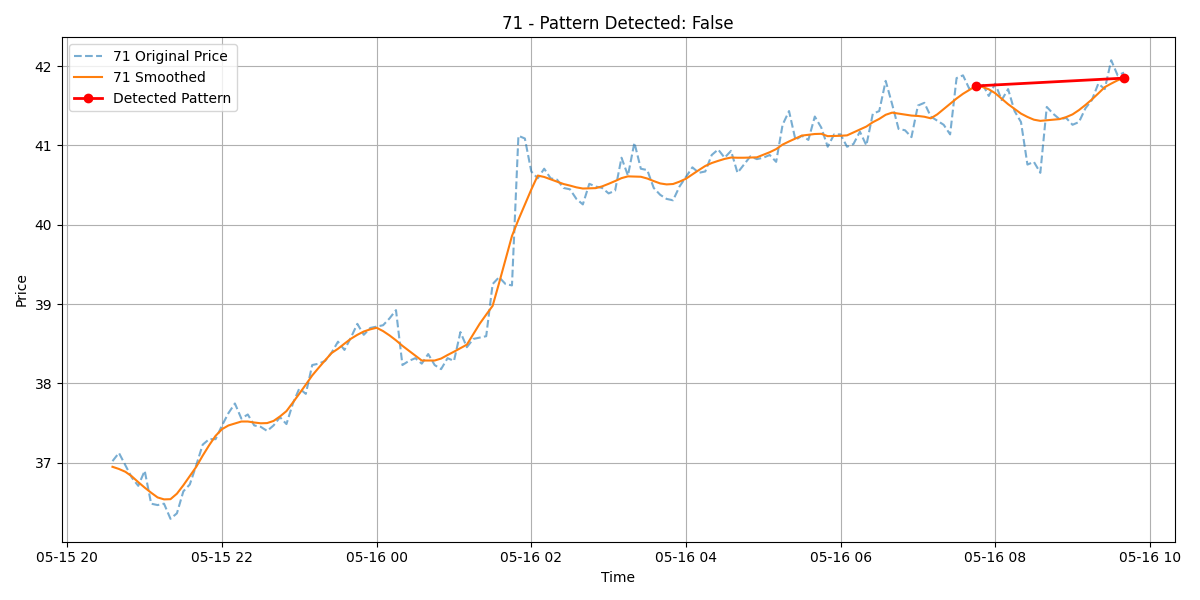 71 - Pattern Detected: False
71 Original Price
71 Smoothed
Detected Pattern
Price
42
41
40
39
38
37
05-15 20
05-15 22
05-16 00
05-16 02
05-16 04
05-16 06
05-16 08
05-16 10
Time